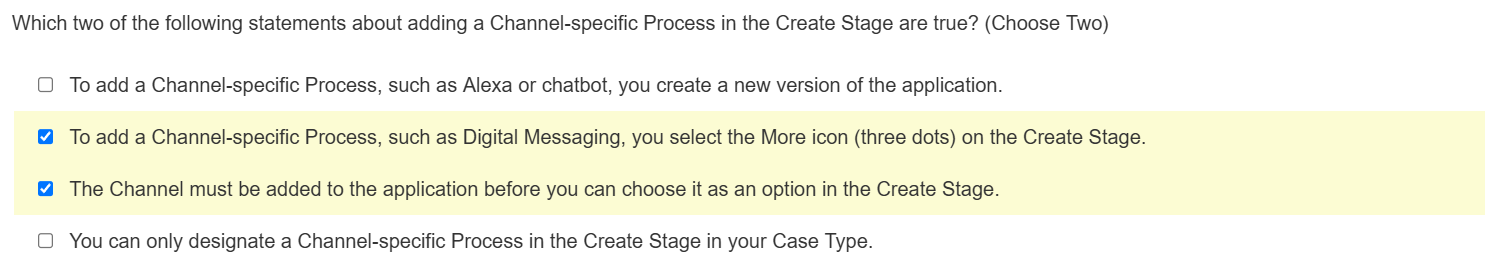 Which two of the following statements about adding a Channel-specific Process in the Create Stage are true? (Choose Two)
To add a Channel-specific Process, such as Alexa or chatbot, you create a new version of the application.
To add a Channel-specific Process, such as Digital Messaging, you select the More icon (three dots) on the Create Stage.
The Channel must be added to the application before you can choose it as an option in the Create Stage.
You can only designate a Channel-specific Process in the Create Stage in your Case Type.